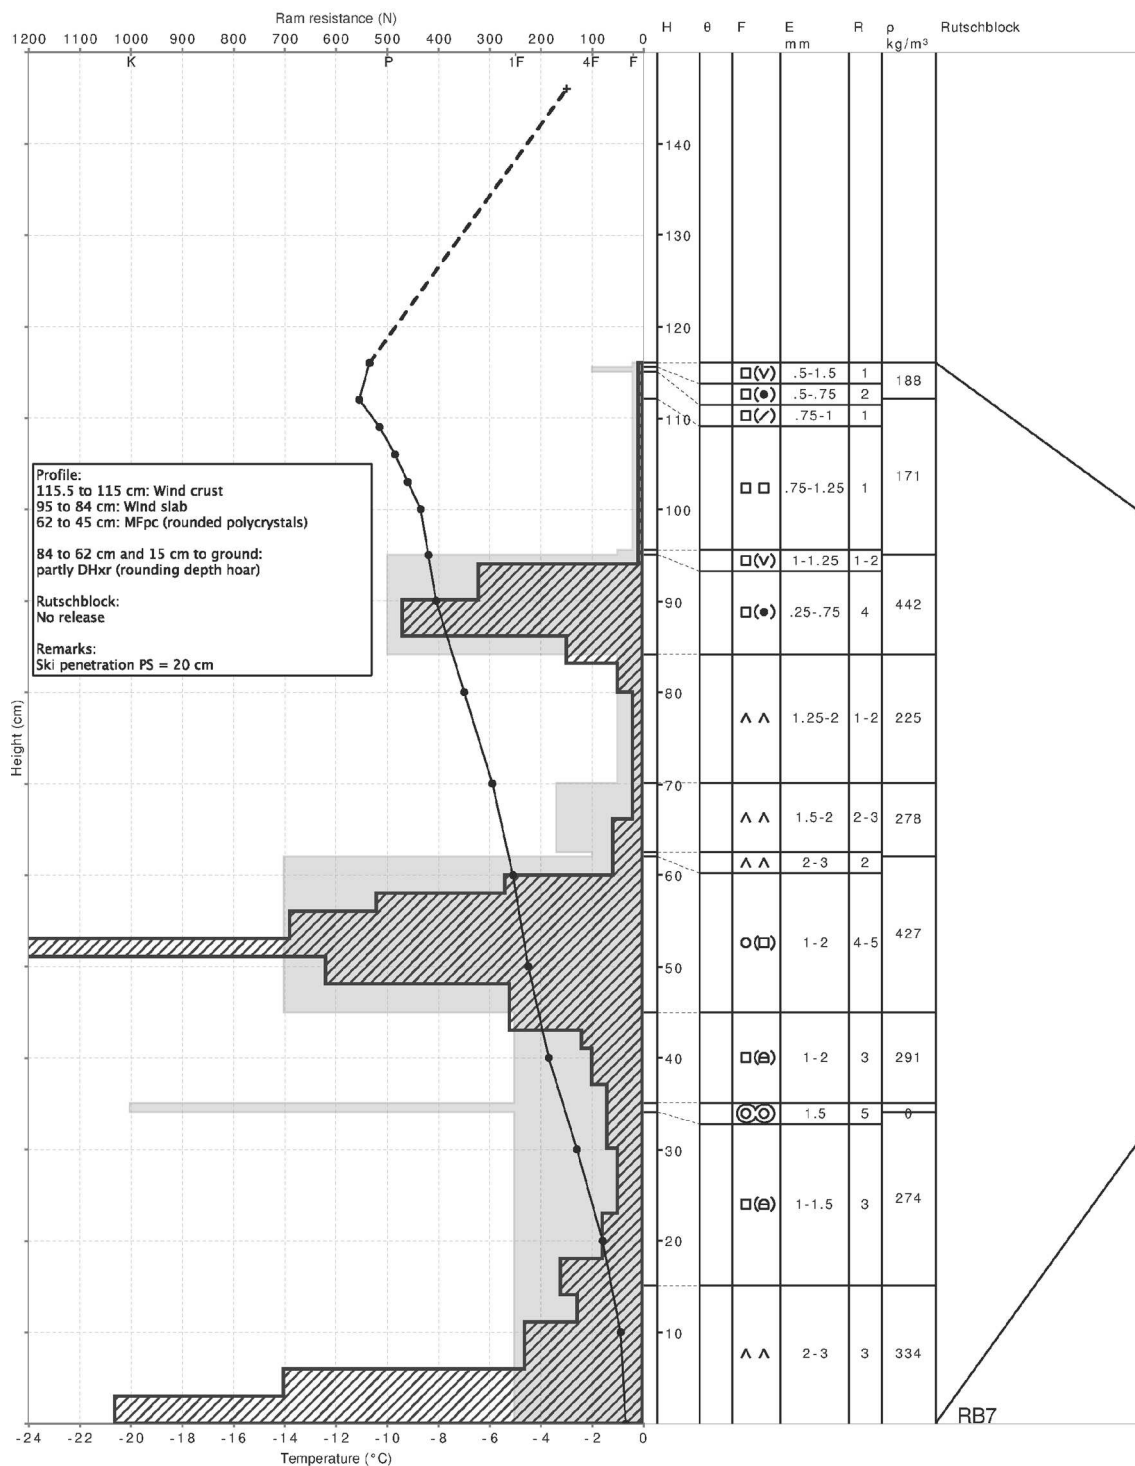 Ram resistance (N)
1200 1100 1000 900 800 700 600 500 400 300 200 100 0
K P 1F 4F F
H θ F E R ρ Rutschblock
mm kg/m³
140
130
120
.5-1.5 1
188
.5-.75 2
110 .75-1 1
Profile:
115.5 to 115 cm: Wind crust
95 to 84 cm: Wind slab
62 to 45 cm: MFpc (rounded polycrystals)
84 to 62 cm and 15 cm to ground:
partly DHxr (rounding depth hoar)
Rutschblock:
No release
Remarks:
Ski penetration PS = 20 cm
171
.75-1.25 1
100
1-1.25 1-2
90 .25-.75 4 442
80
1.25-2 1-2 225
Height (cm)
70
1.5-2 2-3 278
2-3 2
60
427
1-2 4-5
50
40 1-2 3 291
1.5 5 0
30
274
1-1.5 3
20
10
2-3 3 334
RB7
-24 -22 -20 -18 -16 -14 -12 -10 -8 -6 -4 -2 0
Temperature (°C)